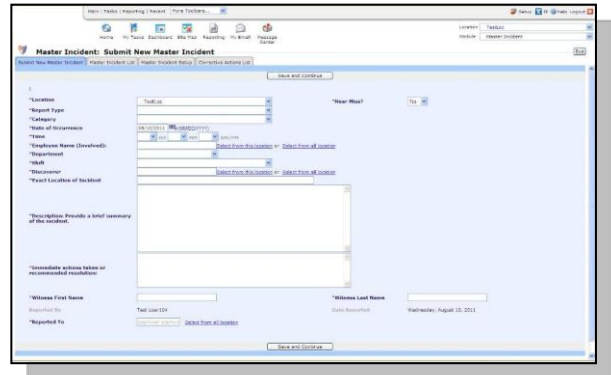 Main | Tasks | Reporting | Recent | More Toolbars...
Setup Help Logout
Home My Tasks Dashboard Site Map Reporting My Email Message Center
Location TestLoc
Module Master Incident
Master Incident: Submit New Master Incident
Exit
Submit New Master Incident Master Incident List Master Incident Setup Corrective Actions List
Save and Continue
*Location TestLoc *Near Miss? No
*Report Type
*Category
*Date of Occurrence 08/10/2011 (MM/DD/YYYY)
*Time
*Employee Name (Involved): Select from this location or Select from all location
*Department
*Shift
*Discoverer Select from this location or Select from all location
*Exact Location of Incident
*Description: Provide a brief summary of the incident.
*Immediate actions taken or recommended resolution:
*Witness First Name *Witness Last Name
Reported By Test User104 Date Reported Wednesday, August 10, 2011
*Reported To Select from all location
Save and Continue